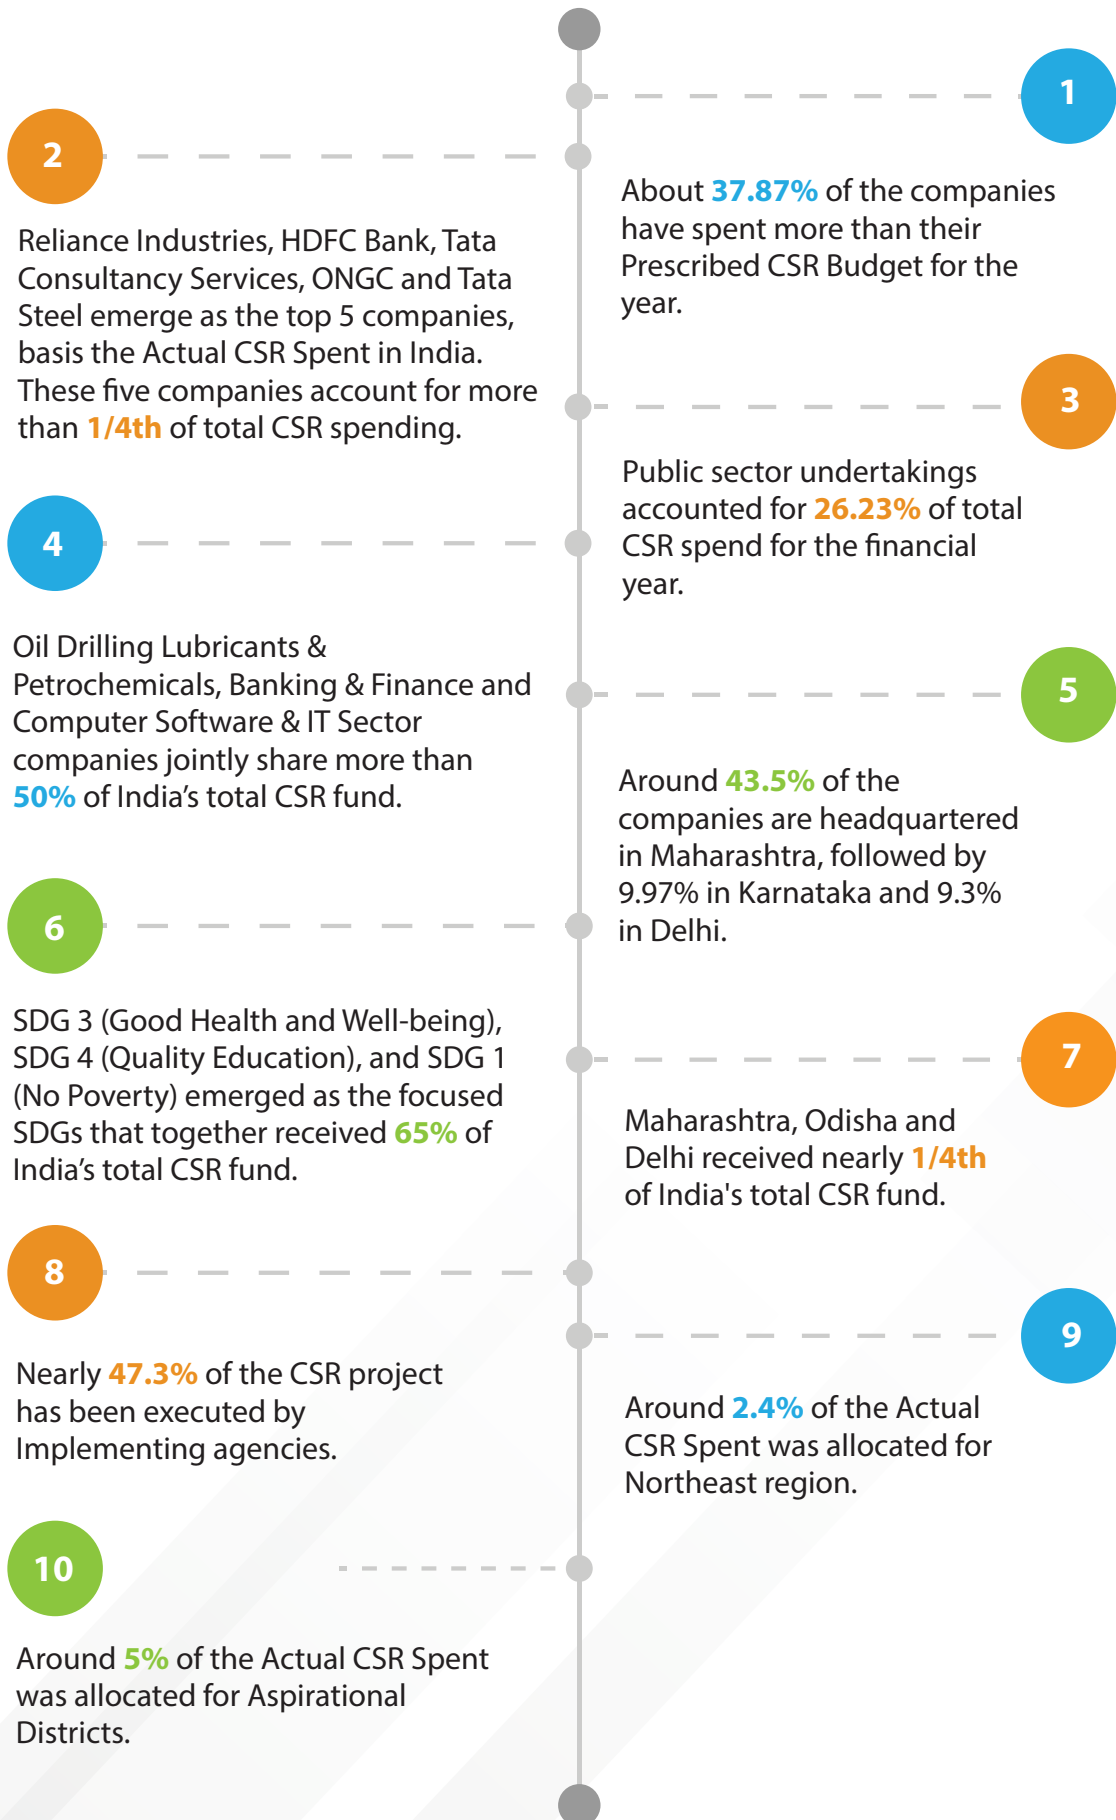 1
About 37.87% of the companies
have spent more than their
Prescribed CSR Budget for the
year.
2
Reliance Industries, HDFC Bank, Tata
Consultancy Services, ONGC and Tata
Steel emerge as the top 5 companies,
basis the Actual CSR Spent in India.
These five companies account for more
than 1/4th of total CSR spending.
3
Public sector undertakings
accounted for 26.23% of total
CSR spend for the financial
year.
4
Oil Drilling Lubricants &
Petrochemicals, Banking & Finance and
Computer Software & IT Sector
companies jointly share more than
50% of India’s total CSR fund.
5
Around 43.5% of the
companies are headquartered
in Maharashtra, followed by
9.97% in Karnataka and 9.3%
in Delhi.
6
SDG 3 (Good Health and Well-being),
SDG 4 (Quality Education), and SDG 1
(No Poverty) emerged as the focused
SDGs that together received 65% of
India’s total CSR fund.
7
Maharashtra, Odisha and
Delhi received nearly 1/4th
of India's total CSR fund.
8
Nearly 47.3% of the CSR project
has been executed by
Implementing agencies.
9
Around 2.4% of the Actual
CSR Spent was allocated for
Northeast region.
10
Around 5% of the Actual CSR Spent
was allocated for Aspirational
Districts.